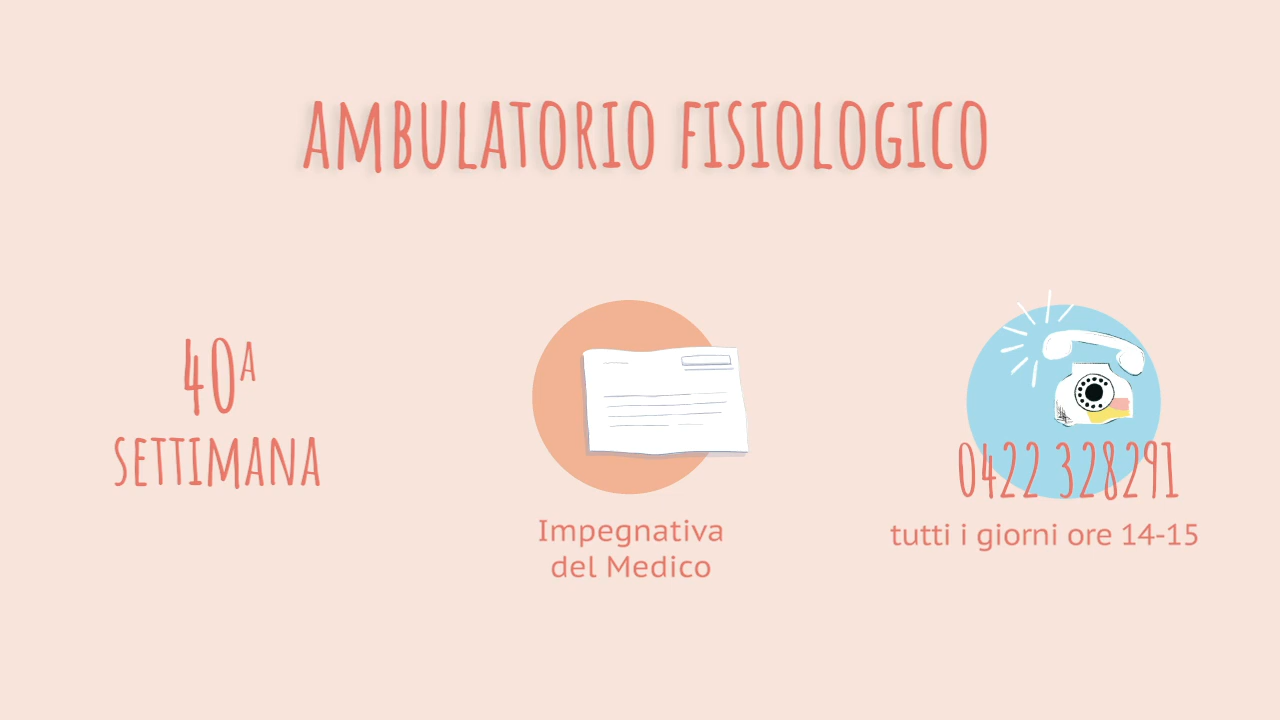 AMBULATORIO FISIOLOGICO
40A
SETTIMANA
Impegnativa
del Medico
0422 328291
tutti i giorni ore 14-15